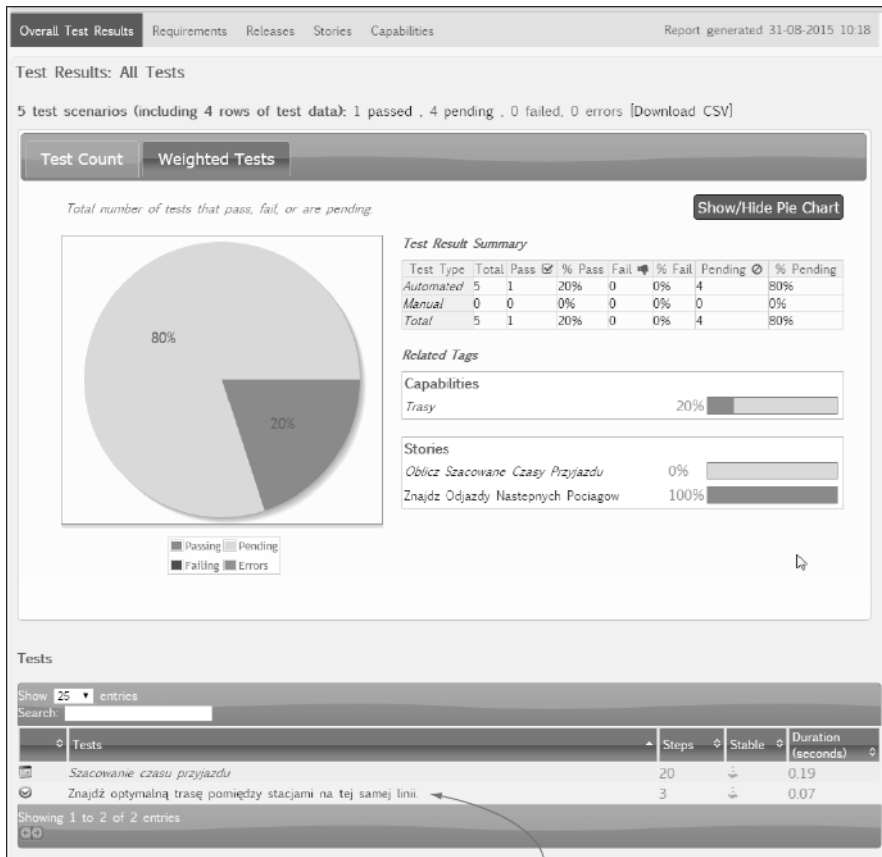 Overall Test Results Requirements Releases Stories Capabilities Report generated 31-08-2015 10:18
Test Results: All Tests
5 test scenarios (including 4 rows of test data): 1 passed , 4 pending , 0 failed, 0 errors [Download CSV]
Test Count Weighted Tests
Total number of tests that pass, fail, or are pending.
Show/Hide Pie Chart
80%
20%
Passing Pending
Failing Errors
Test Result Summary
Test Type Total Pass % Pass Fail % Fail Pending % Pending
Automated 5 1 20% 0 0% 4 80%
Manual 0 0 0% 0 0% 0 0%
Total 5 1 20% 0 0% 4 80%
Related Tags
Capabilities
Trasy 20%
Stories
Oblicz Szacowane Czasy Przyjazdu 0%
Znajdz Odjazdy Nastepnych Pociagow 100%
Tests
Show 25 entries
Search:
Tests Steps Stable Duration (seconds)
Szacowanie czasu przyjazdu 20 0.19
Znajdź optymalną trasę pomiędzy stacjami na tej samej linii. 3 0.07
Showing 1 to 2 of 2 entries